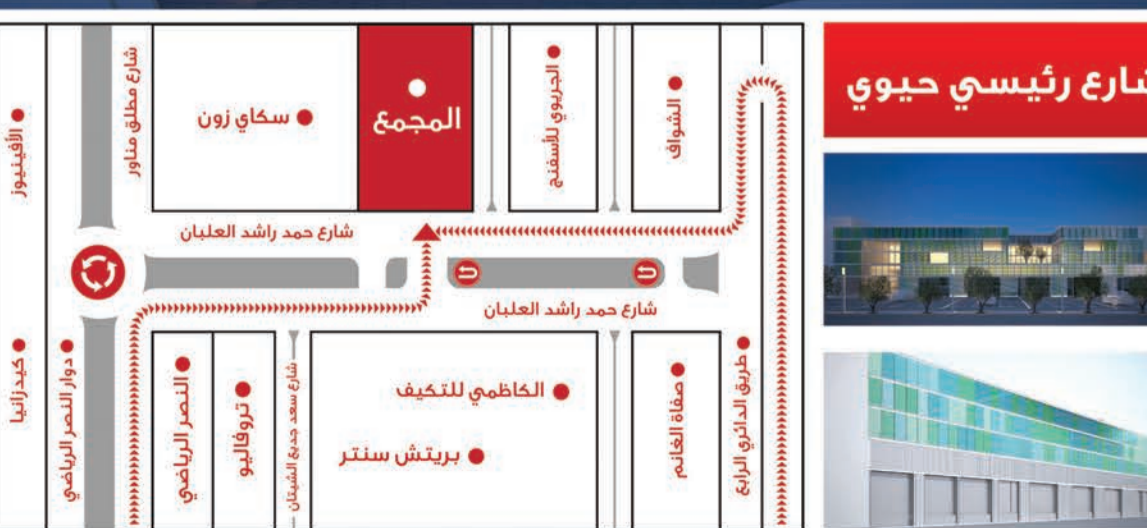 شارع رئيسي حيوي
المجمع
سكاي زون
الجريوي للأسفنج
الشواف
شارع مطلق مناور
الأفينيوز
شارع حمد راشد العلبان
شارع حمد راشد العلبان
طريق الدائري الرابع
صفاة الغانم
الكاظمي للتكيف
بريتش سنتر
شارع سعد جديع الشيتان
تروفاليو
النصر الرياضي
دوار النصر الرياضي
كيدزانيا